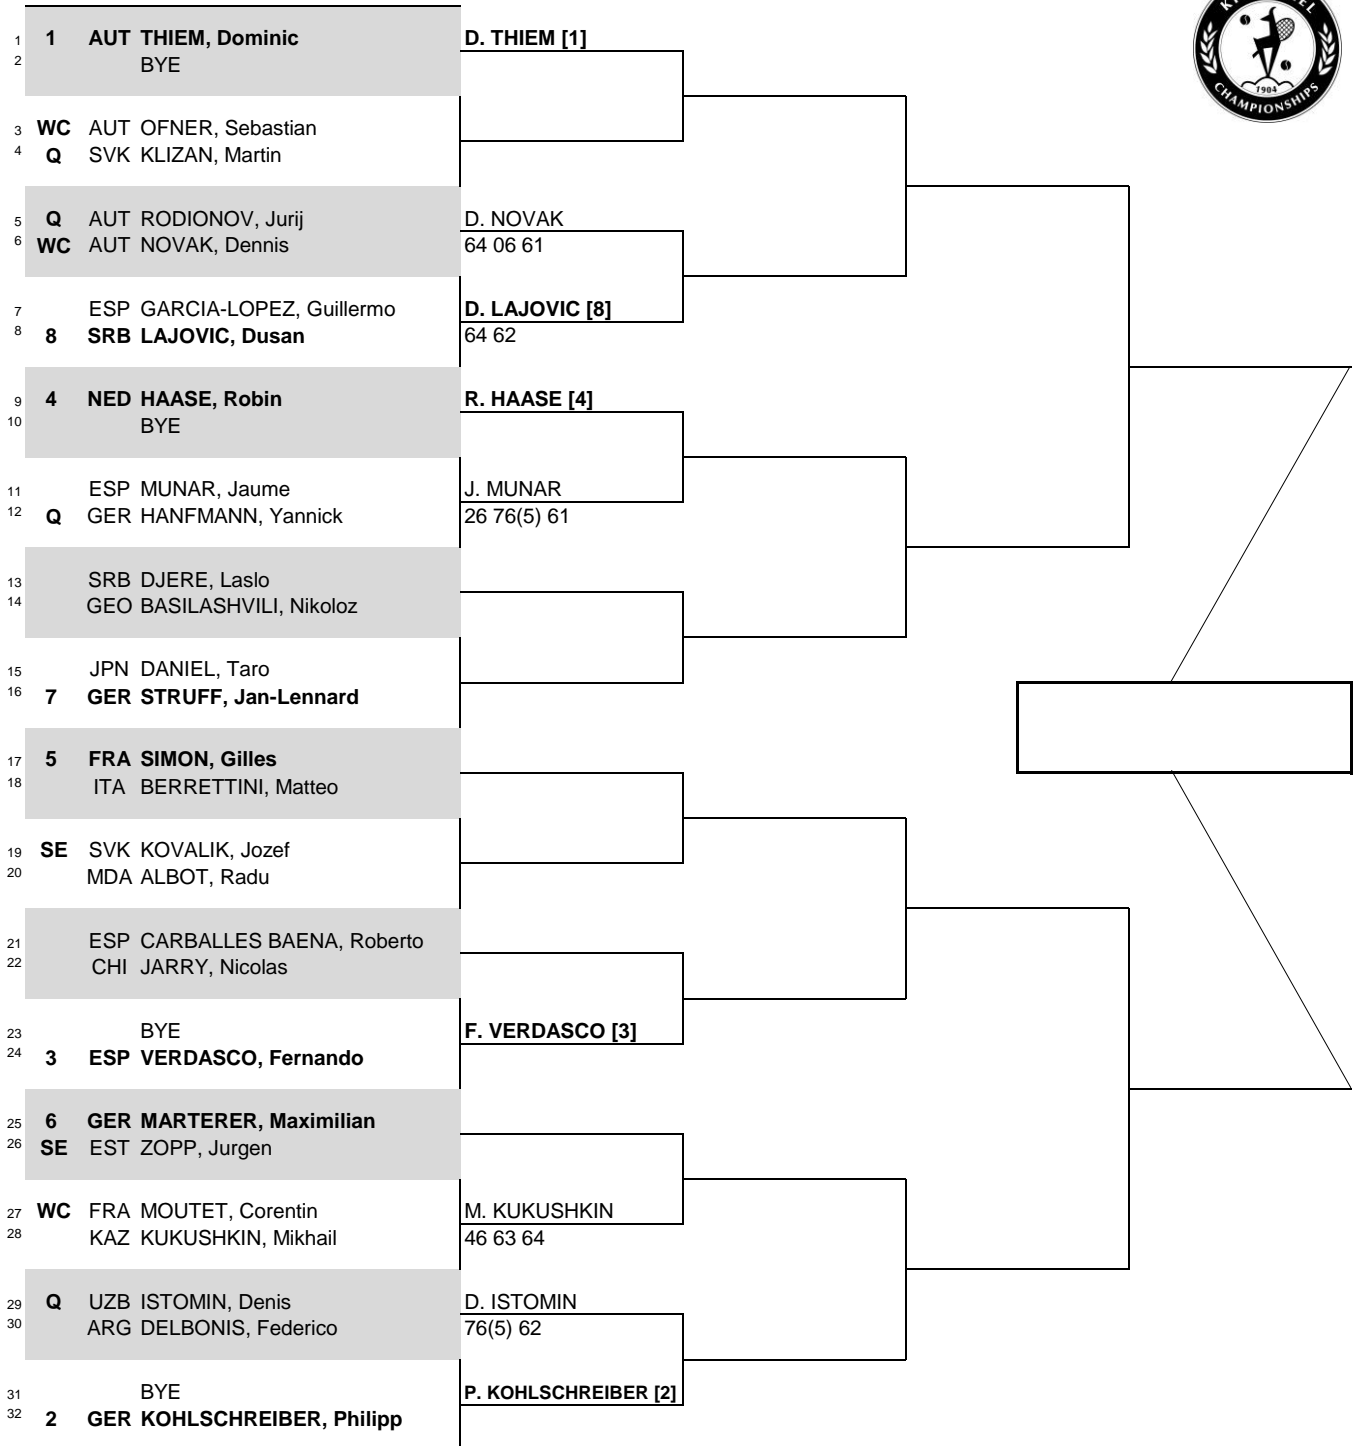 1 1 AUT THIEM, Dominic D. THIEM [1]
2 BYE
3 WC AUT OFNER, Sebastian
4 Q SVK KLIZAN, Martin
5 Q AUT RODIONOV, Jurij D. NOVAK
6 WC AUT NOVAK, Dennis 64 06 61
7 ESP GARCIA-LOPEZ, Guillermo D. LAJOVIC [8]
8 8 SRB LAJOVIC, Dusan 64 62
9 4 NED HAASE, Robin R. HAASE [4]
10 BYE
11 ESP MUNAR, Jaume J. MUNAR
12 Q GER HANFMANN, Yannick 26 76(5) 61
13 SRB DJERE, Laslo
14 GEO BASILASHVILI, Nikoloz
15 JPN DANIEL, Taro
16 7 GER STRUFF, Jan-Lennard
17 5 FRA SIMON, Gilles
18 ITA BERRETTINI, Matteo
19 SE SVK KOVALIK, Jozef
20 MDA ALBOT, Radu
21 ESP CARBALLES BAENA, Roberto
22 CHI JARRY, Nicolas
23 BYE F. VERDASCO [3]
24 3 ESP VERDASCO, Fernando
25 6 GER MARTERER, Maximilian
26 SE EST ZOPP, Jurgen
27 WC FRA MOUTET, Corentin M. KUKUSHKIN
28 KAZ KUKUSHKIN, Mikhail 46 63 64
29 Q UZB ISTOMIN, Denis D. ISTOMIN
30 ARG DELBONIS, Federico 76(5) 62
31 BYE P. KOHLSCHREIBER [2]
32 2 GER KOHLSCHREIBER, Philipp
1904
CHAMPIONSHIPS